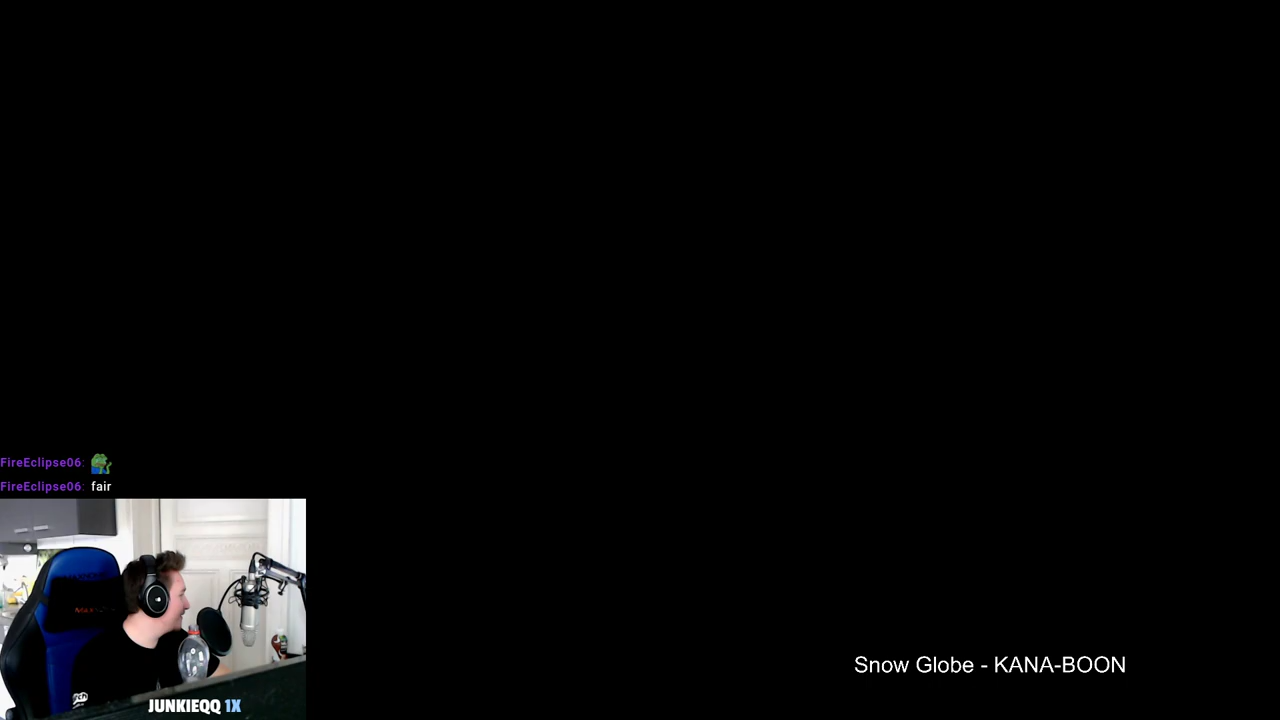 FireEclipse06:
FireEclipse06: fair
JUNKIEQQ 1X
Snow Globe - KANA-BOON